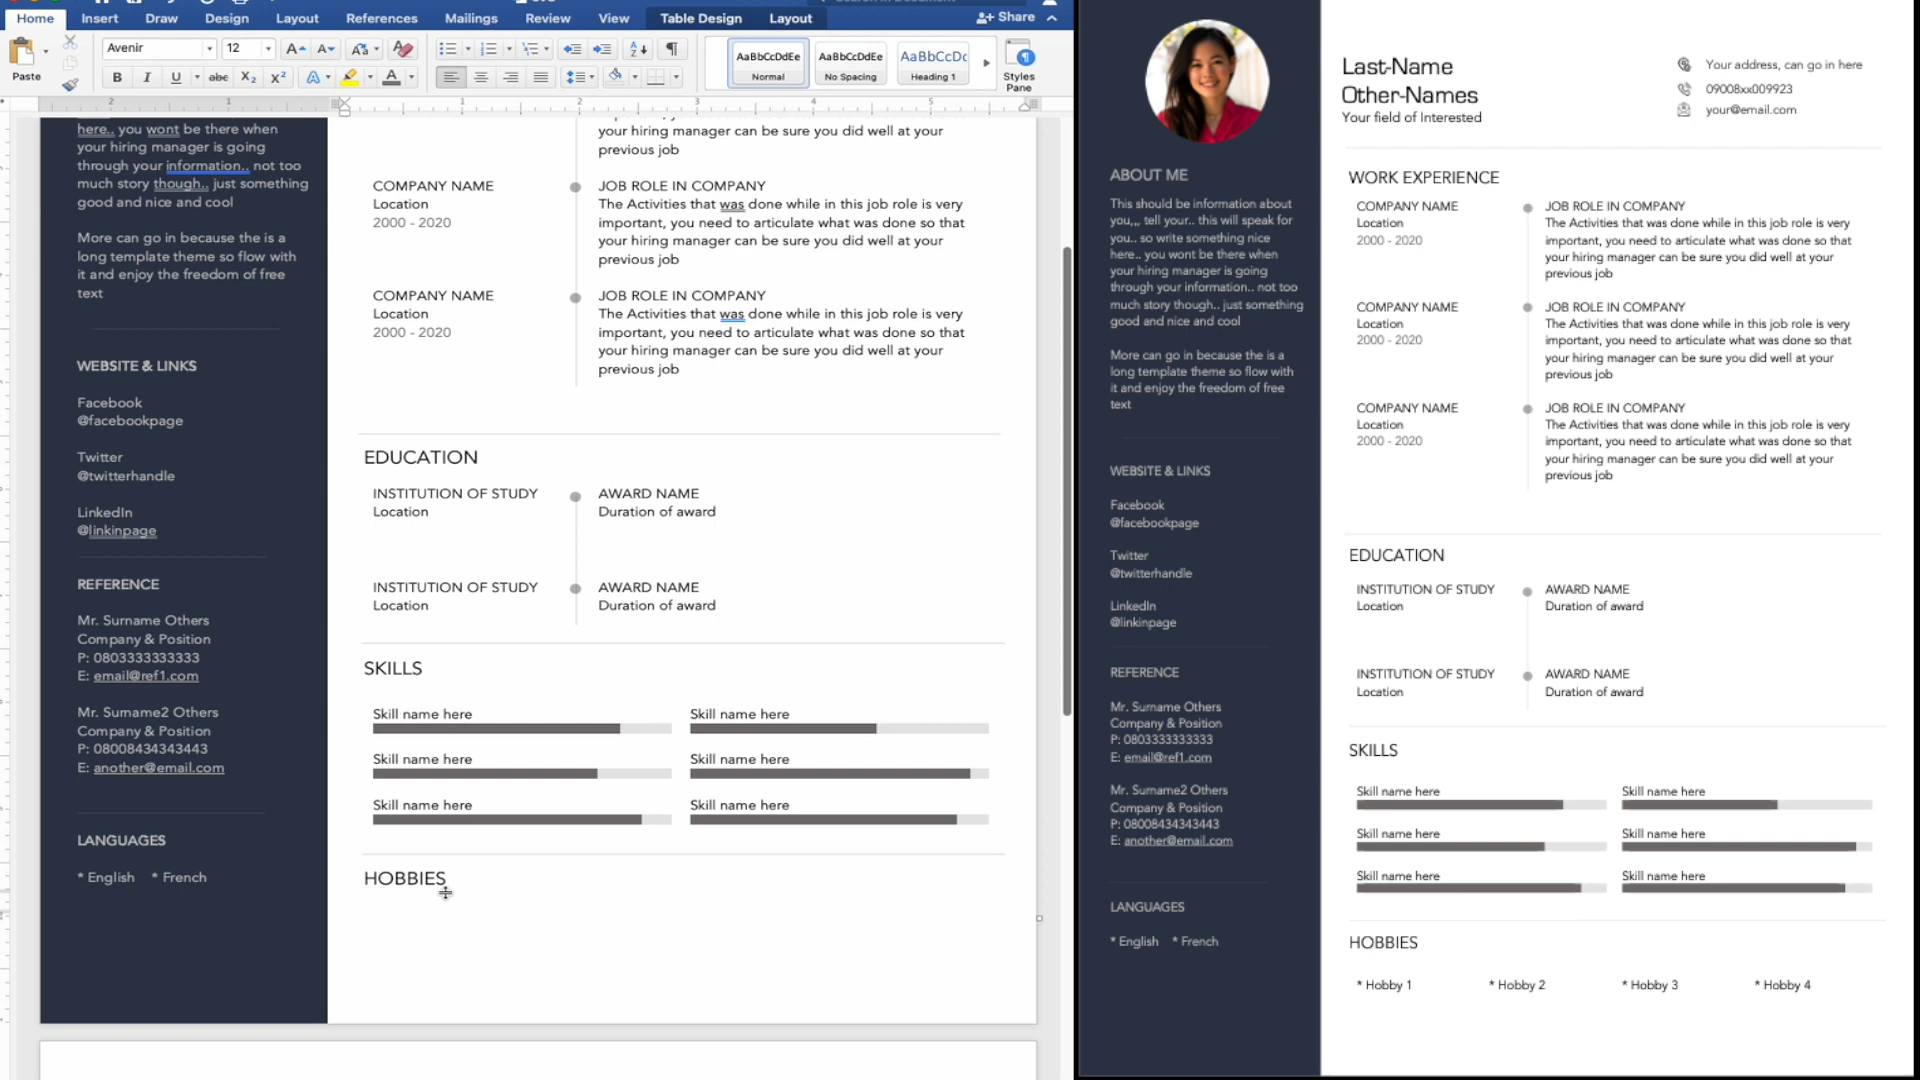 Home Insert Draw Design Layout References Mailings Review View Table Design Layout Share
Avenir 12
Paste
AaBbCcDdEe AaBbCcDdEe AaBbCcDc
Normal No Spacing Heading 1
Styles
Pane
2 1 1 2 3 4 5
here.. you wont be there when
your hiring manager is going
through your information.. not too
much story though.. just something
good and nice and cool
More can go in because the is a
long template theme so flow with
it and enjoy the freedom of free
text
WEBSITE & LINKS
Facebook
@facebookpage
Twitter
@twitterhandle
LinkedIn
@linkinpage
REFERENCE
Mr. Surname Others
Company & Position
P: 0803333333333
E: email@ref1.com
Mr. Surname2 Others
Company & Position
P: 08008434343443
E: another@email.com
LANGUAGES
* English * French
your hiring manager can be sure you did well at your
previous job
COMPANY NAME
Location
2000 - 2020
JOB ROLE IN COMPANY
The Activities that was done while in this job role is very
important, you need to articulate what was done so that
your hiring manager can be sure you did well at your
previous job
COMPANY NAME
Location
2000 - 2020
JOB ROLE IN COMPANY
The Activities that was done while in this job role is very
important, you need to articulate what was done so that
your hiring manager can be sure you did well at your
previous job
EDUCATION
INSTITUTION OF STUDY
Location
AWARD NAME
Duration of award
INSTITUTION OF STUDY
Location
AWARD NAME
Duration of award
SKILLS
Skill name here Skill name here
Skill name here Skill name here
Skill name here Skill name here
HOBBIES
ABOUT ME
This should be information about
you,,, tell your.. this will speak for
you.. so write something nice
here.. you wont be there when
your hiring manager is going
through your information.. not too
much story though.. just something
good and nice and cool
More can go in because the is a
long template theme so flow with
it and enjoy the freedom of free
text
WEBSITE & LINKS
Facebook
@facebookpage
Twitter
@twitterhandle
LinkedIn
@linkinpage
REFERENCE
Mr. Surname Others
Company & Position
P: 0803333333333
E: email@ref1.com
Mr. Surname2 Others
Company & Position
P: 08008434343443
E: another@email.com
LANGUAGES
* English * French
Last-Name
Other-Names
Your field of Interested
Your address, can go in here
09008xx009923
your@email.com
WORK EXPERIENCE
COMPANY NAME
Location
2000 - 2020
JOB ROLE IN COMPANY
The Activities that was done while in this job role is very
important, you need to articulate what was done so that
your hiring manager can be sure you did well at your
previous job
COMPANY NAME
Location
2000 - 2020
JOB ROLE IN COMPANY
The Activities that was done while in this job role is very
important, you need to articulate what was done so that
your hiring manager can be sure you did well at your
previous job
COMPANY NAME
Location
2000 - 2020
JOB ROLE IN COMPANY
The Activities that was done while in this job role is very
important, you need to articulate what was done so that
your hiring manager can be sure you did well at your
previous job
EDUCATION
INSTITUTION OF STUDY
Location
AWARD NAME
Duration of award
INSTITUTION OF STUDY
Location
AWARD NAME
Duration of award
SKILLS
Skill name here Skill name here
Skill name here Skill name here
Skill name here Skill name here
HOBBIES
* Hobby 1 * Hobby 2 * Hobby 3 * Hobby 4